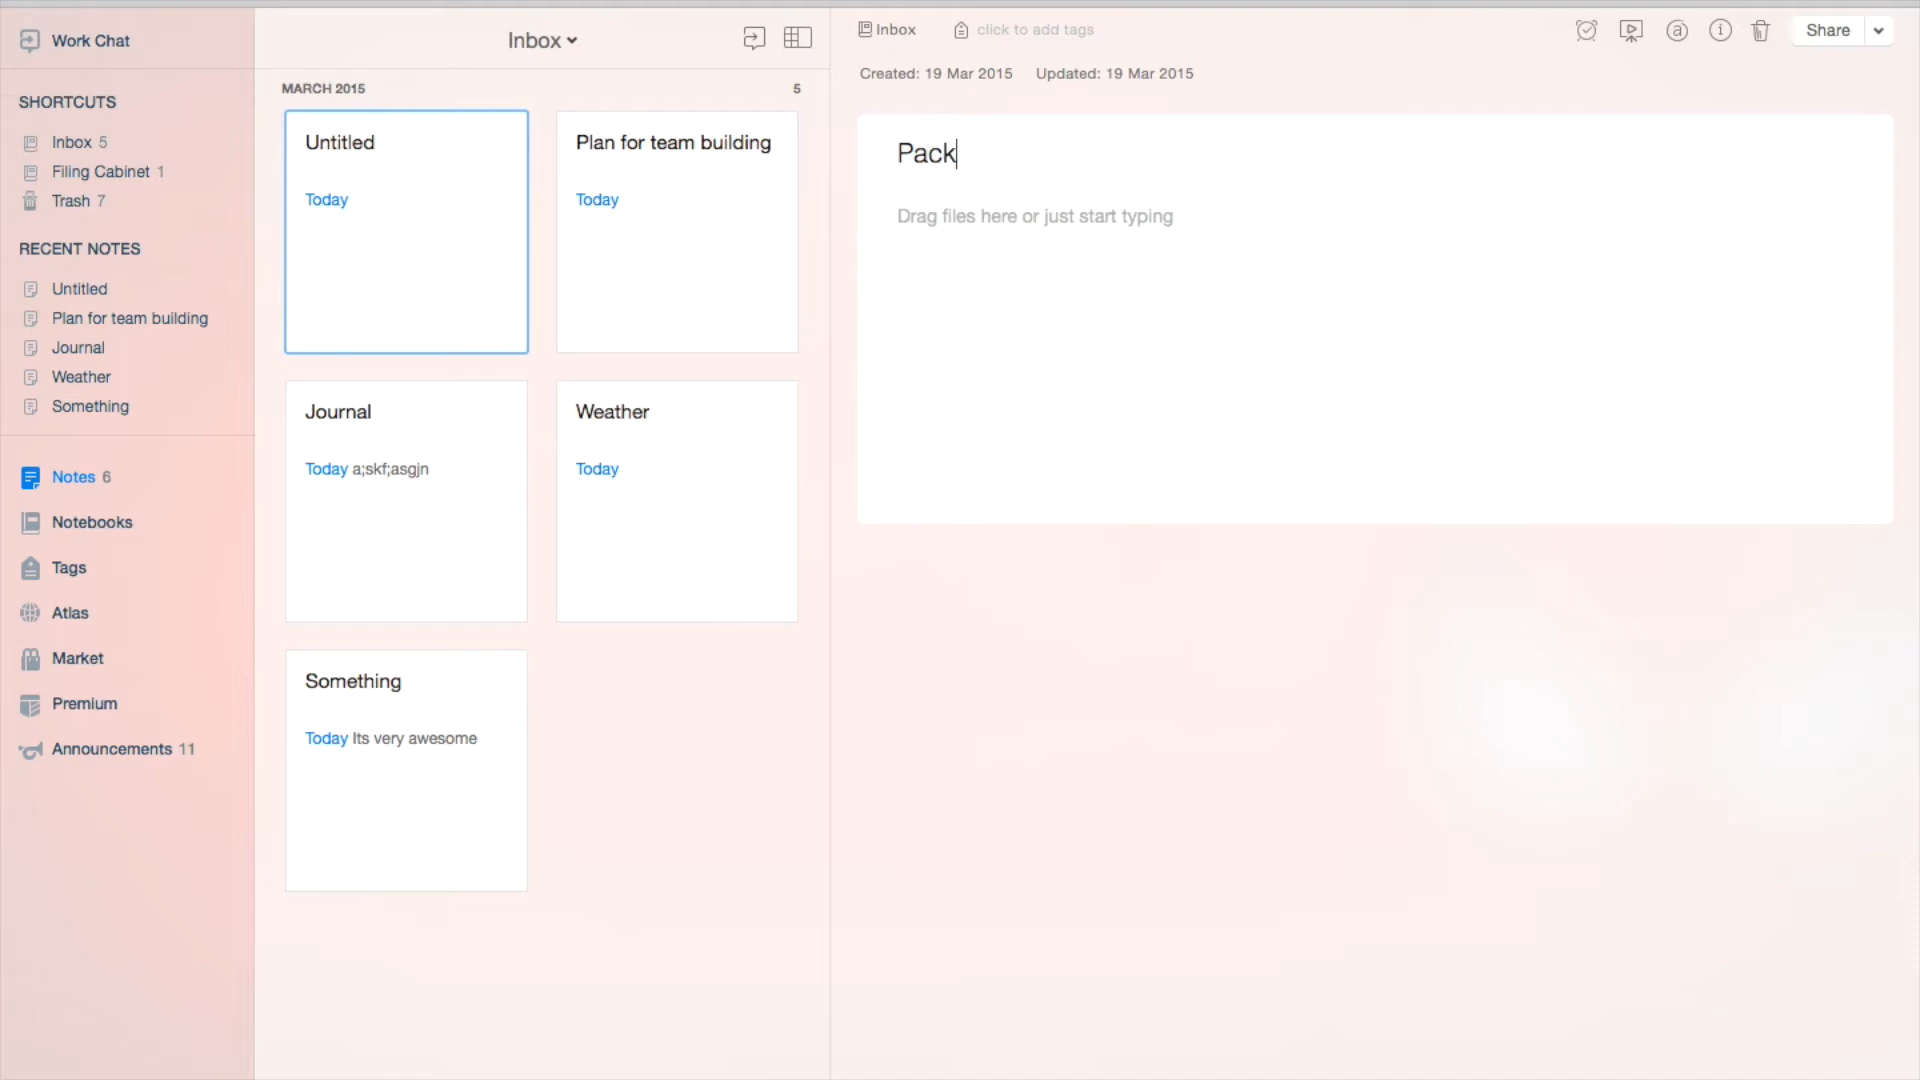 Work Chat
SHORTCUTS
Inbox 5
Filing Cabinet 1
Trash 7
RECENT NOTES
Untitled
Plan for team building
Journal
Weather
Something
Notes 6
Notebooks
Tags
Atlas
Market
Premium
Announcements 11
Inbox
MARCH 2015 5
Untitled
Today
Plan for team building
Today
Journal
Today a;skf;asgjn
Weather
Today
Something
Today Its very awesome
Inbox click to add tags
Share
Created: 19 Mar 2015 Updated: 19 Mar 2015
Pack
Drag files here or just start typing